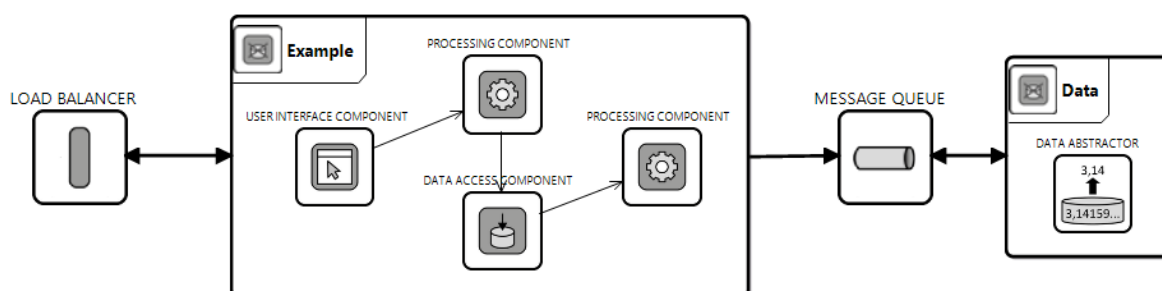 LOAD BALANCER
Example
PROCESSING COMPONENT
USER INTERFACE COMPONENT
PROCESSING COMPONENT
DATA ACCESS COMPONENT
MESSAGE QUEUE
Data
DATA ABSTRACTOR
3,14
3,14159...